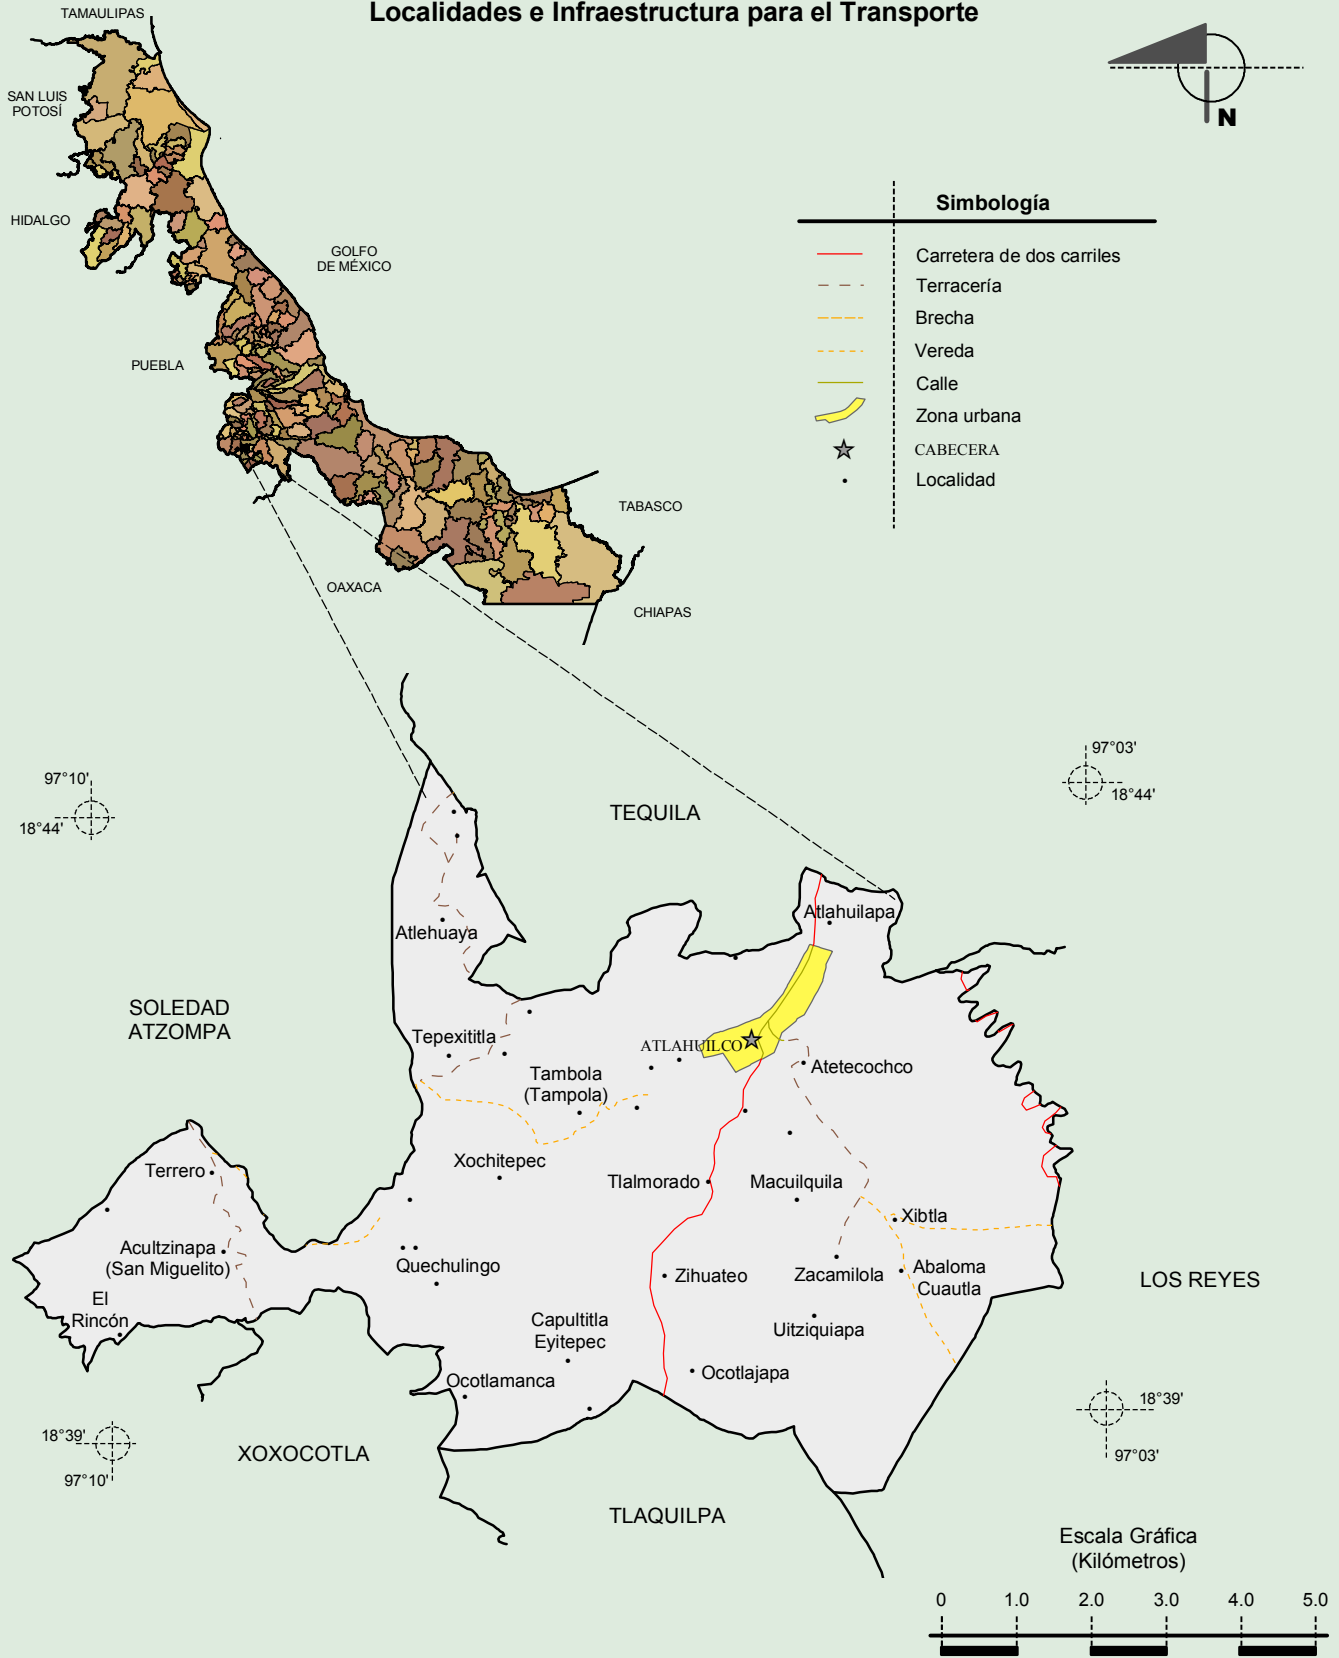 Localidades e Infraestructura para el Transporte
TAMAULIPAS
SAN LUIS
POTOSÍ
HIDALGO
GOLFO
DE MÉXICO
PUEBLA
TABASCO
OAXACA
CHIAPAS
N
Simbología
Carretera de dos carriles
Terracería
Brecha
Vereda
Calle
Zona urbana
CABECERA
Localidad
97°10'
18°44'
97°03'
18°44'
TEQUILA
Atlahuilapa
Atlehuaya
SOLEDAD
ATZOMPA
Tepexititla
ATLAHUILCO
Atetecochco
Tambola
(Tampola)
Xochitepec
Terrero
Tlalmorado
Macuilquila
Xibtla
Acultzinapa
(San Miguelito)
Quechulingo
Zihuateo
Zacamilola
Abaloma
Cuautla
LOS REYES
El
Rincón
Capultitla
Eyitepec
Uitziquiapa
Ocotlamanca
Ocotlajapa
18°39'
97°10'
18°39'
97°03'
XOXOCOTLA
TLAQUILPA
Escala Gráfica
(Kilómetros)
0 1.0 2.0 3.0 4.0 5.0